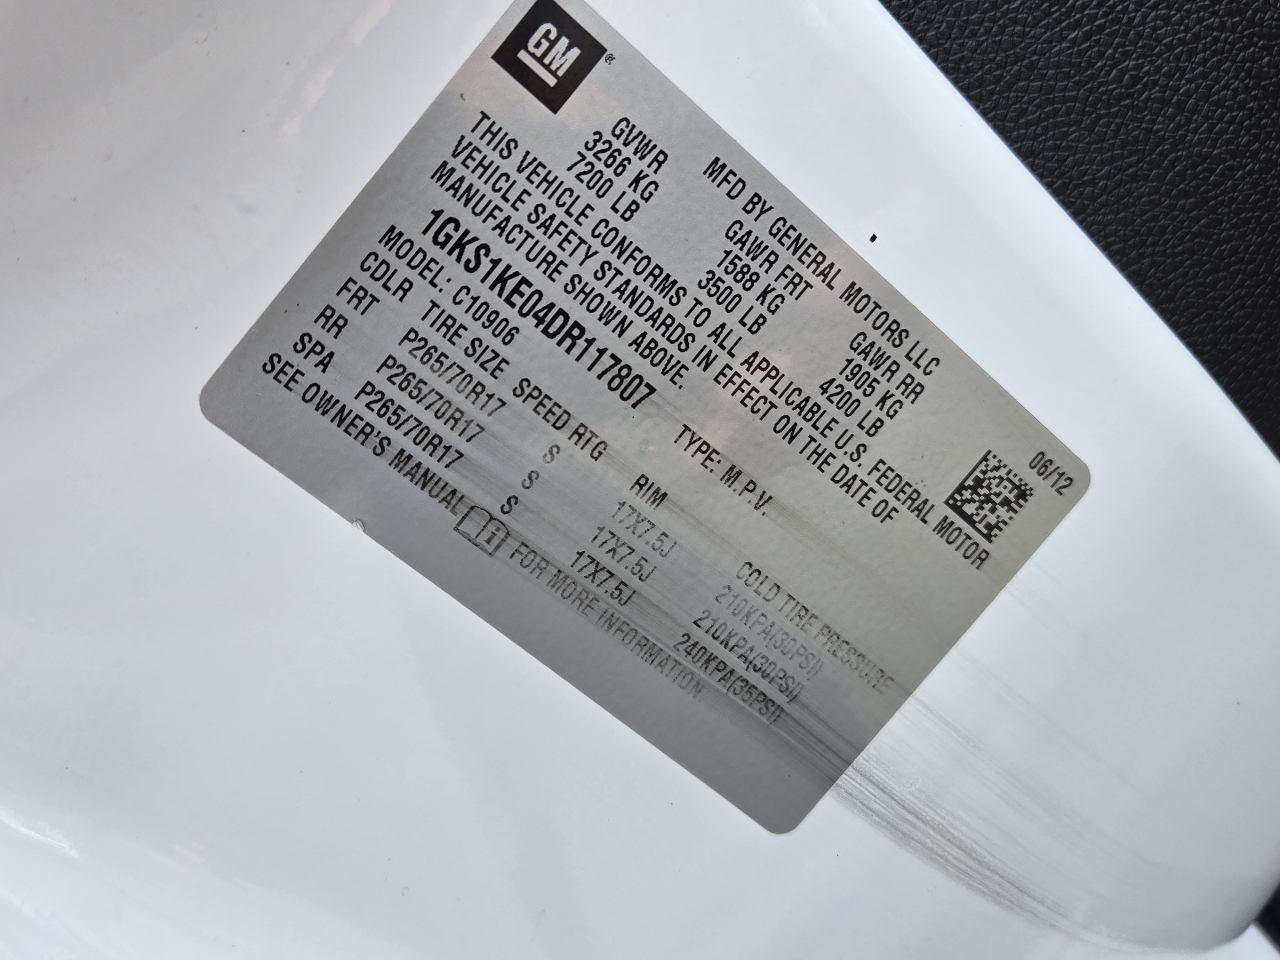 GM
MFD BY GENERAL MOTORS LLC 06/12
GVWR GAWR FRT GAWR RR
3266 KG 1588 KG 1905 KG
7200 LB 3500 LB 4200 LB
THIS VEHICLE CONFORMS TO ALL APPLICABLE U.S. FEDERAL MOTOR
VEHICLE SAFETY STANDARDS IN EFFECT ON THE DATE OF
MANUFACTURE SHOWN ABOVE.
1GKS1KE04DR117807 TYPE: M.P.V.
MODEL: C10906
CDLR TIRE SIZE SPEED RTG RIM COLD TIRE PRESSURE
FRT P265/70R17 S 17X7.5J 210KPA(30PSI)
RR P265/70R17 S 17X7.5J 210KPA(30PSI)
SPA P265/70R17 S 17X7.5J 240KPA(35PSI)
SEE OWNER'S MANUAL i FOR MORE INFORMATION